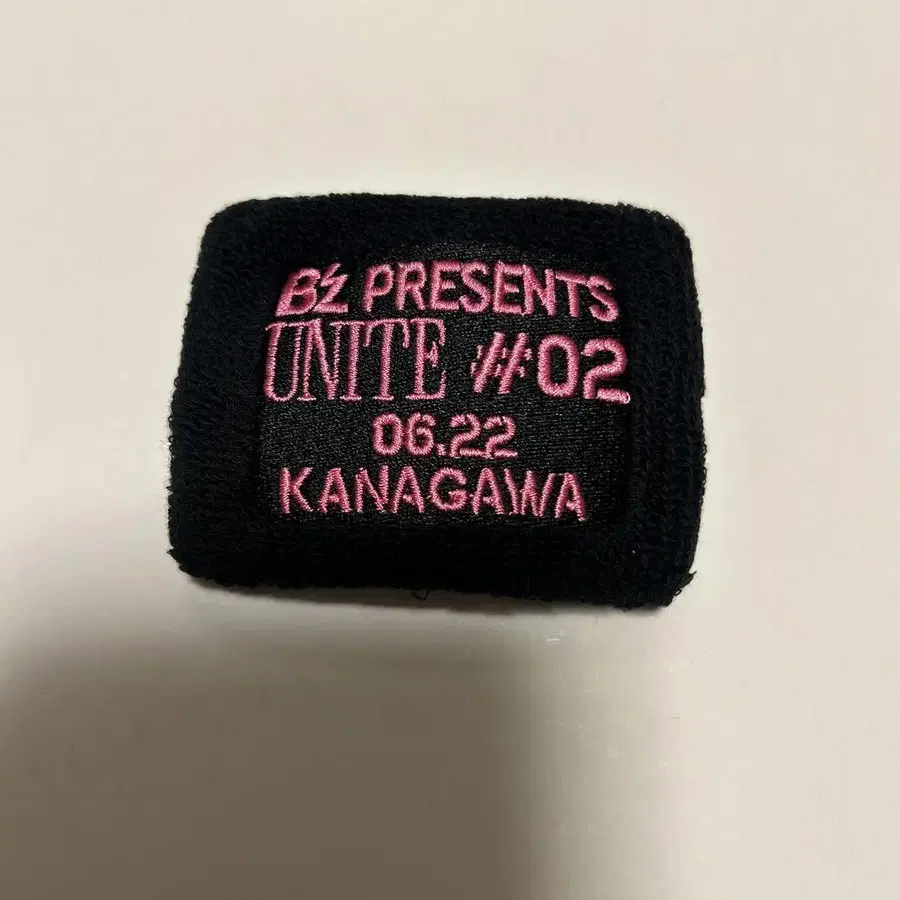 B'z PRESENTS
UNITE #02
06.22
KANAGAWA